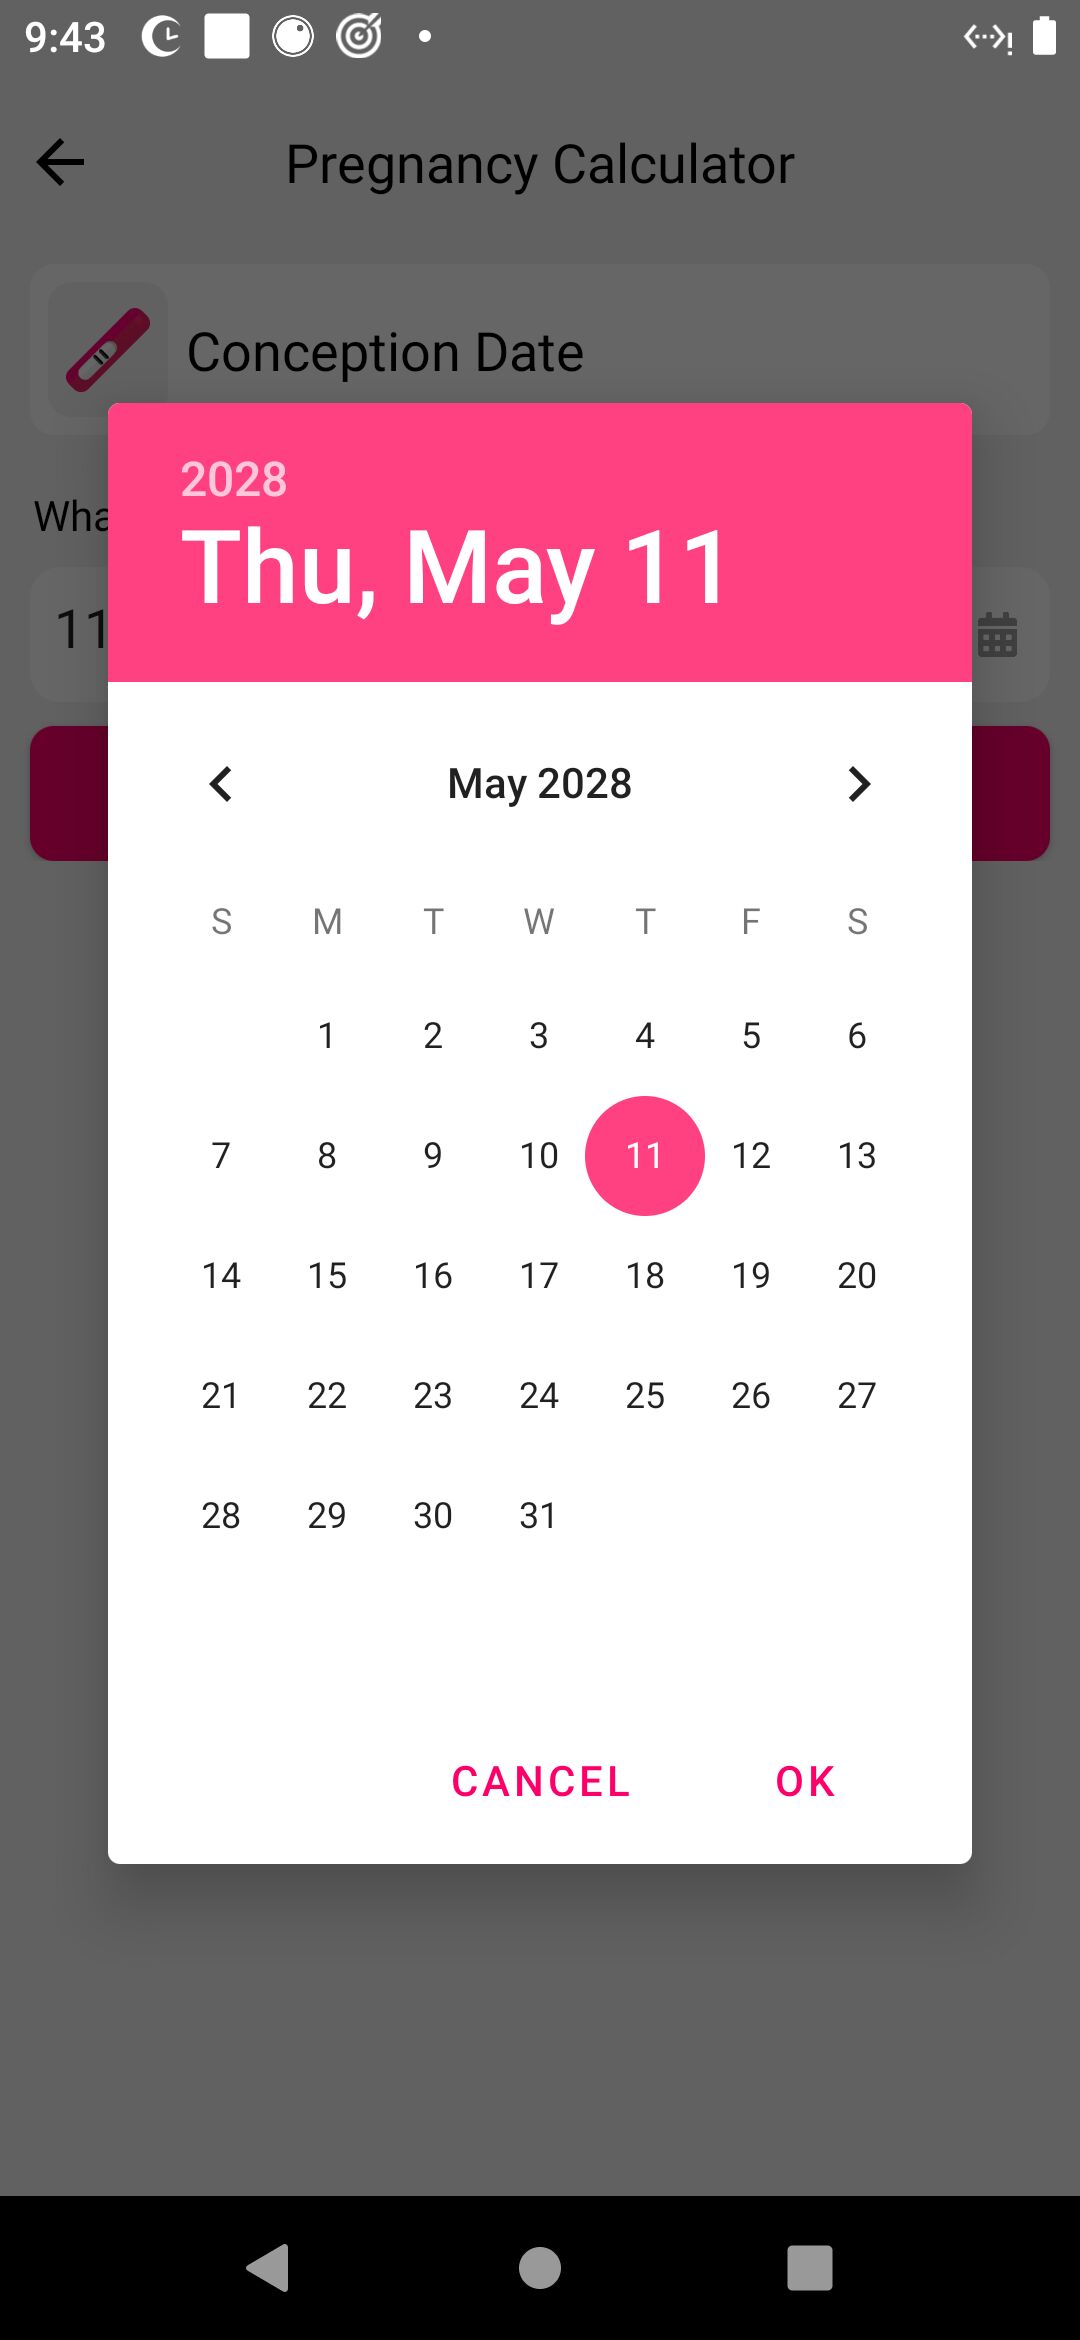 9:43
Pregnancy Calculator
Conception Date
2028
Thu, May 11
May 2028
S M T W T F S
1 2 3 4 5 6
7 8 9 10 11 12 13
14 15 16 17 18 19 20
21 22 23 24 25 26 27
28 29 30 31
CANCEL OK